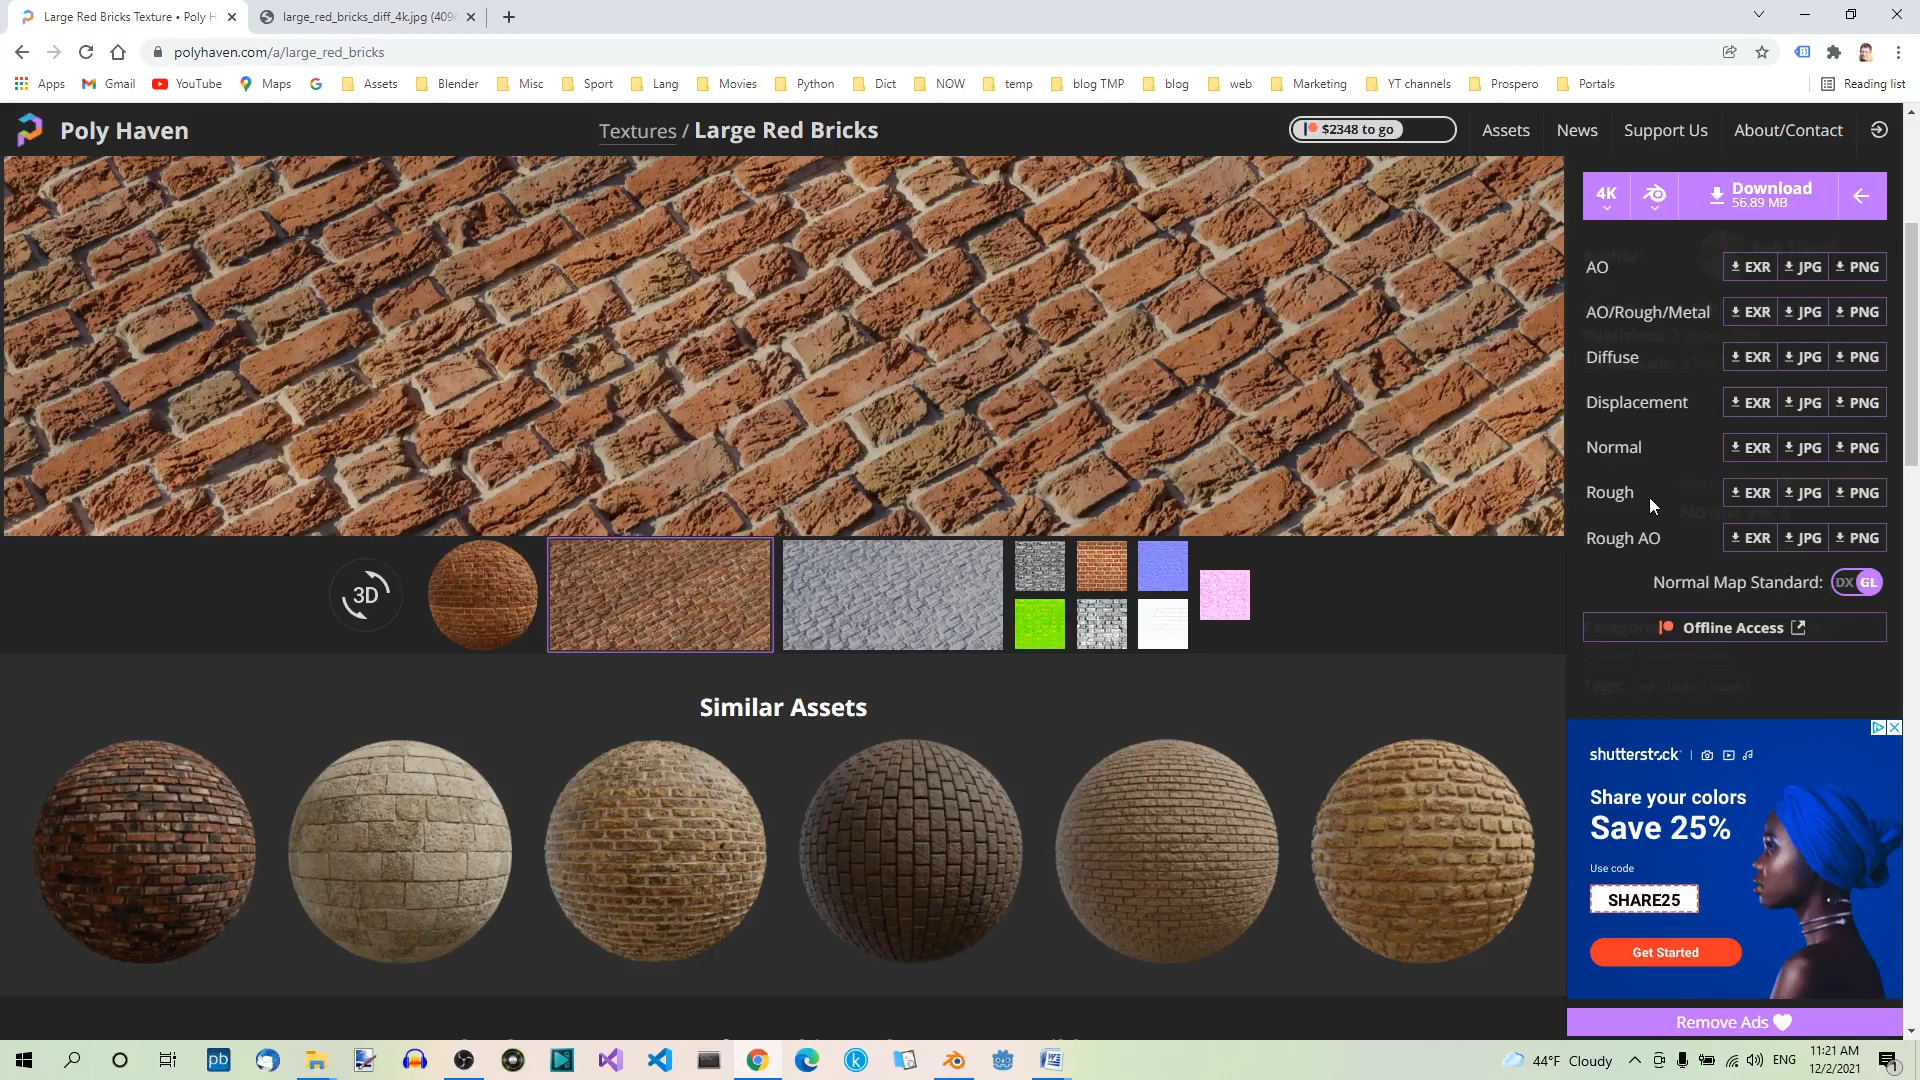 Large Red Bricks Texture • Poly H
large_red_bricks_diff_4k.jpg (409
polyhaven.com/a/large_red_bricks
Apps Gmail YouTube Maps Assets Blender Misc Sport Lang Movies Python Dict NOW temp blog TMP blog web Marketing YT channels Prospero Portals Reading list
Poly Haven
Textures / Large Red Bricks
$2348 to go
Assets News Support Us About/Contact
4K Download
56.89 MB
AO EXR JPG PNG
AO/Rough/Metal EXR JPG PNG
Diffuse EXR JPG PNG
Displacement EXR JPG PNG
Normal EXR JPG PNG
Rough EXR JPG PNG
Rough AO EXR JPG PNG
Normal Map Standard: DX GL
Offline Access
Tags:
3D
Similar Assets
shutterstock
Share your colors
Save 25%
Use code
SHARE25
Get Started
Remove Ads
pb
44°F Cloudy
ENG
11:21 AM
12/2/2021
1